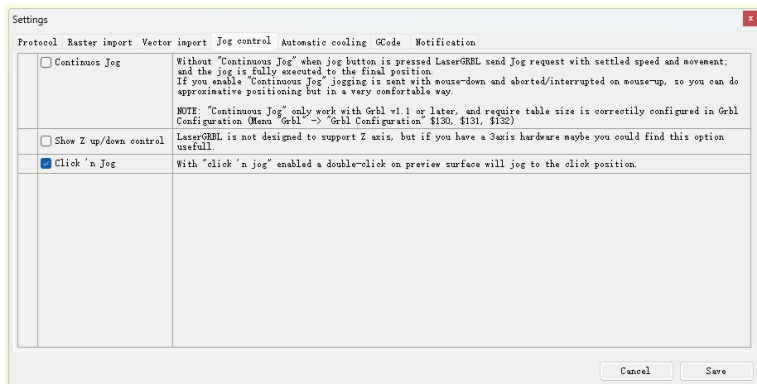 Settings
x
Protocol Raster import Vector import Jog control Automatic cooling GCode Notification
Continuos Jog
Without "Continuous Jog" when jog button is pressed LaserGRBL send Jog request with settled speed and movement;
and the jog is fully executed to the final position.
If you enable "Continuous Jog" jogging is sent with mouse-down and aborted/interrupted on mouse-up, so you can do
approximative positioning but in a very comfortable way.
NOTE: "Continuous Jog" only work with Grbl v1.1 or later, and require table size is correctily configured in Grbl
Configuration (Menu "Grbl" -> "Grbl Configuration" $130, $131, $132)
Show Z up/down control
LaserGRBL is not designed to support Z axis, but if you have a 3axis hardware maybe you could find this option
usefull.
Click 'n Jog
With "click 'n jog" enabled a double-click on preview surface will jog to the click position.
Cancel
Save